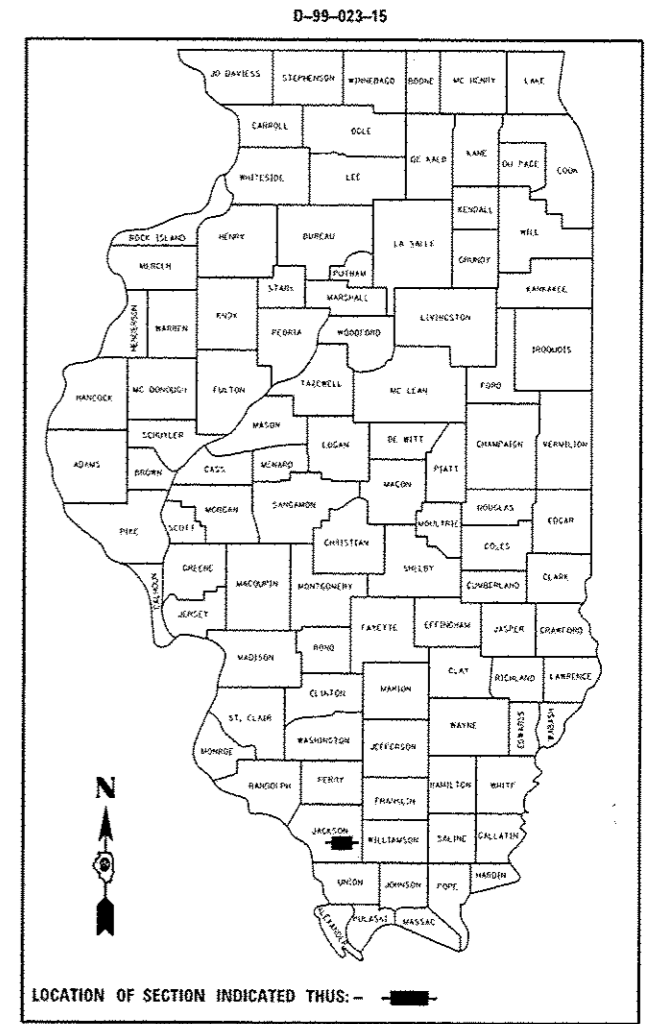 D-99-023-15
JO DAVIESS STEPHENSON WINNEBAGO BOONE MC HENRY LAKE
CARROLL OGLE
DE KALB KANE DU PAGE COOK
WHITESIDE LEE
KENDALL
ROCK ISLAND HENRY BUREAU LA SALLE WILL
MERCER PUTNAM GRUNDY
STARK MARSHALL KANKAKEE
HENDERSON WARREN KNOX PEORIA WOODFORD LIVINGSTON
IROQUOIS
HANCOCK MC DONOUGH FULTON TAZEWELL MC LEAN FORD
MASON
SCHUYLER LOGAN DE WITT CHAMPAIGN VERMILION
ADAMS BROWN CASS MENARD PIATT
MACON
PIKE SCOTT MORGAN SANGAMON MOULTRIE DOUGLAS EDGAR
CHRISTIAN COLES
CALHOUN GREENE MACOUPIN MONTGOMERY SHELBY CUMBERLAND CLARK
JERSEY
FAYETTE EFFINGHAM JASPER CRAWFORD
MADISON BOND
CLAY RICHLAND LAWRENCE
CLINTON MARION
ST. CLAIR WAYNE EDWARDS WABASH
MONROE WASHINGTON JEFFERSON
RANDOLPH PERRY HAMILTON WHITE
N
FRANKLIN
JACKSON WILLIAMSON SALINE GALLATIN
UNION JOHNSON POPE HARDEN
ALEXANDER PULASKI MASSAC
LOCATION OF SECTION INDICATED THUS: -